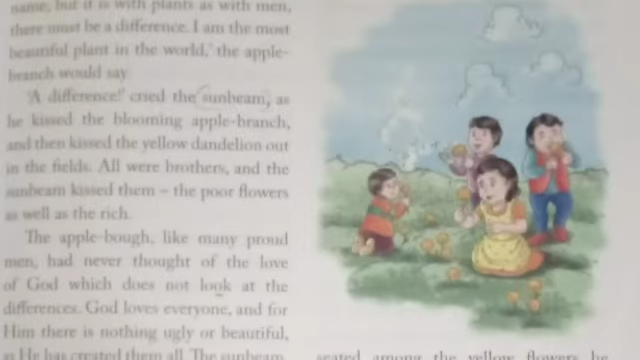 name, but it is with plants as with men,
there must be a difference. I am the most
beautiful plant in the world,' the apple-
branch would say.
'A difference!' cried the sunbeam, as
he kissed the blooming apple-branch,
and then kissed the yellow dandelion out
in the fields. All were brothers, and the
sunbeam kissed them – the poor flowers
as well as the rich.
The apple-bough, like many proud
men, had never thought of the love
of God which does not look at the
differences. God loves everyone, and for
Him there is nothing ugly or beautiful,
as He has created them all. The sunbeam,
seated among the yellow flowers he